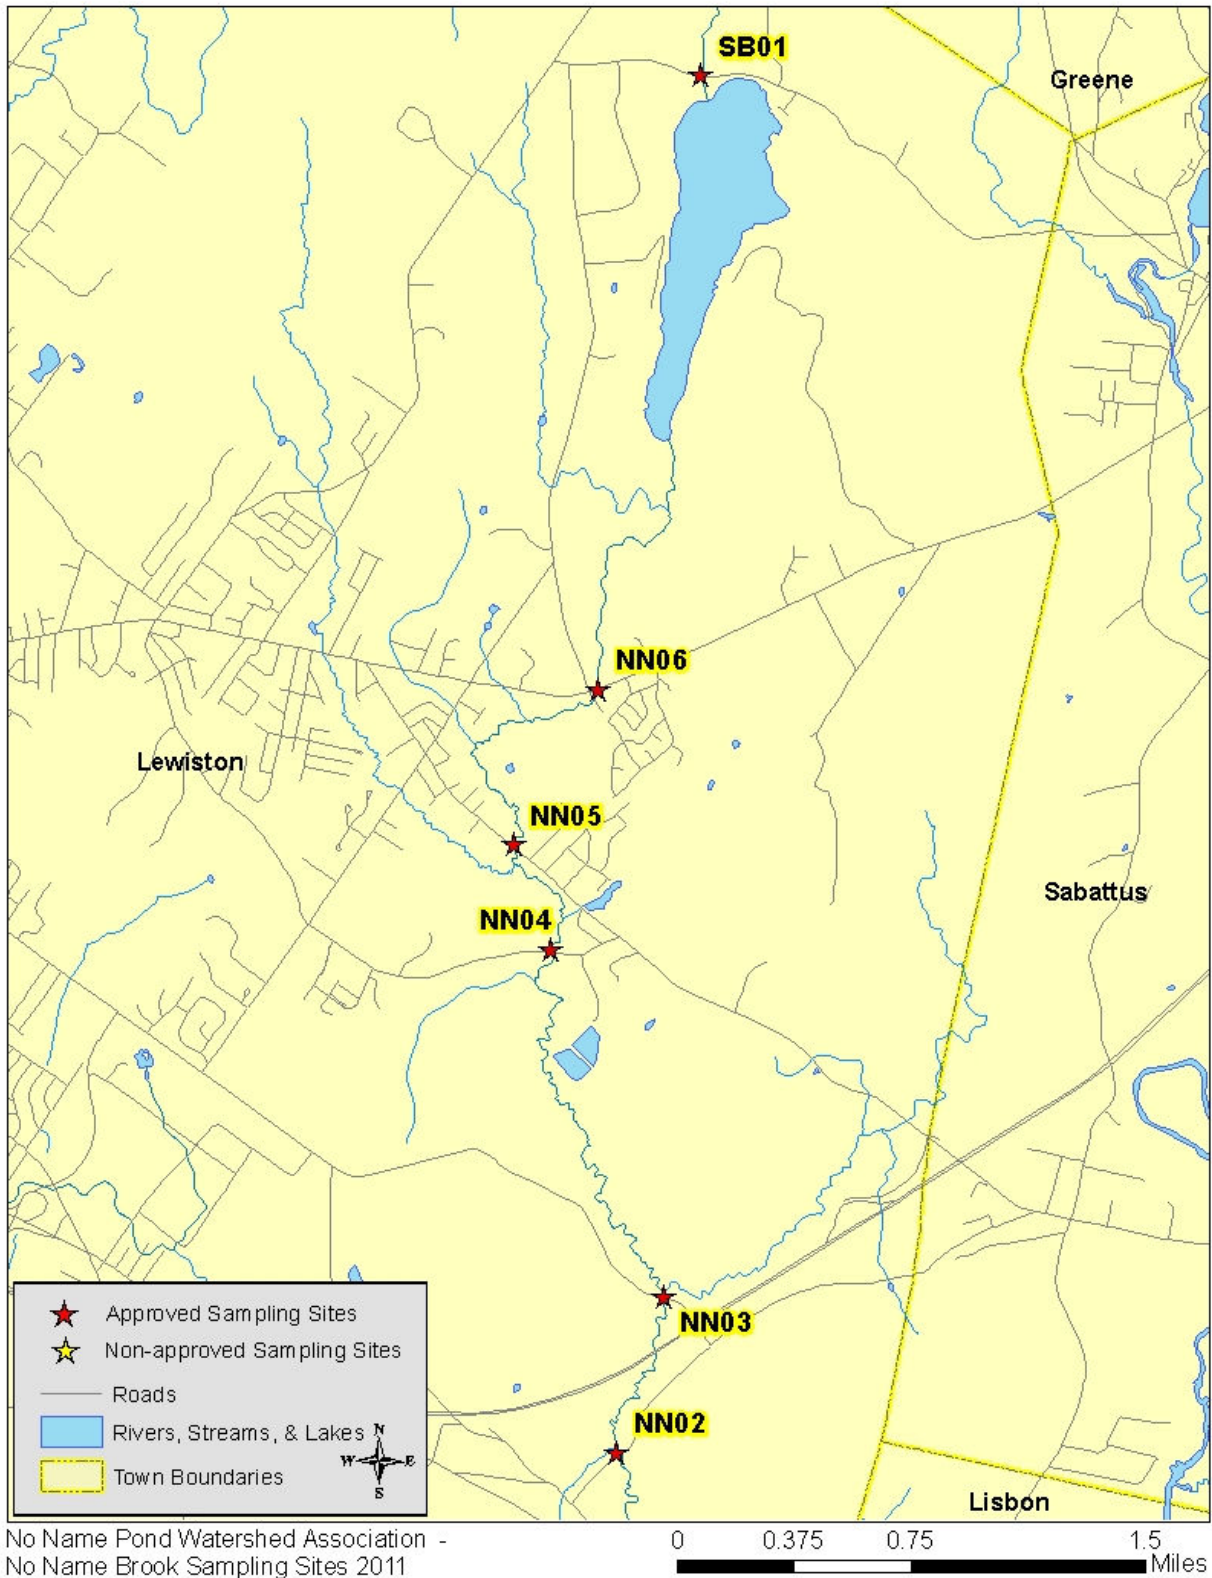 SB01
Greene
NN06
Lewiston
NN05
Sabattus
NN04
NN03
NN02
Lisbon
Approved Sampling Sites
Non-approved Sampling Sites
Roads
Rivers, Streams, & Lakes
Town Boundaries
N
W E
S
No Name Pond Watershed Association -
No Name Brook Sampling Sites 2011
0 0.375 0.75 1.5
Miles